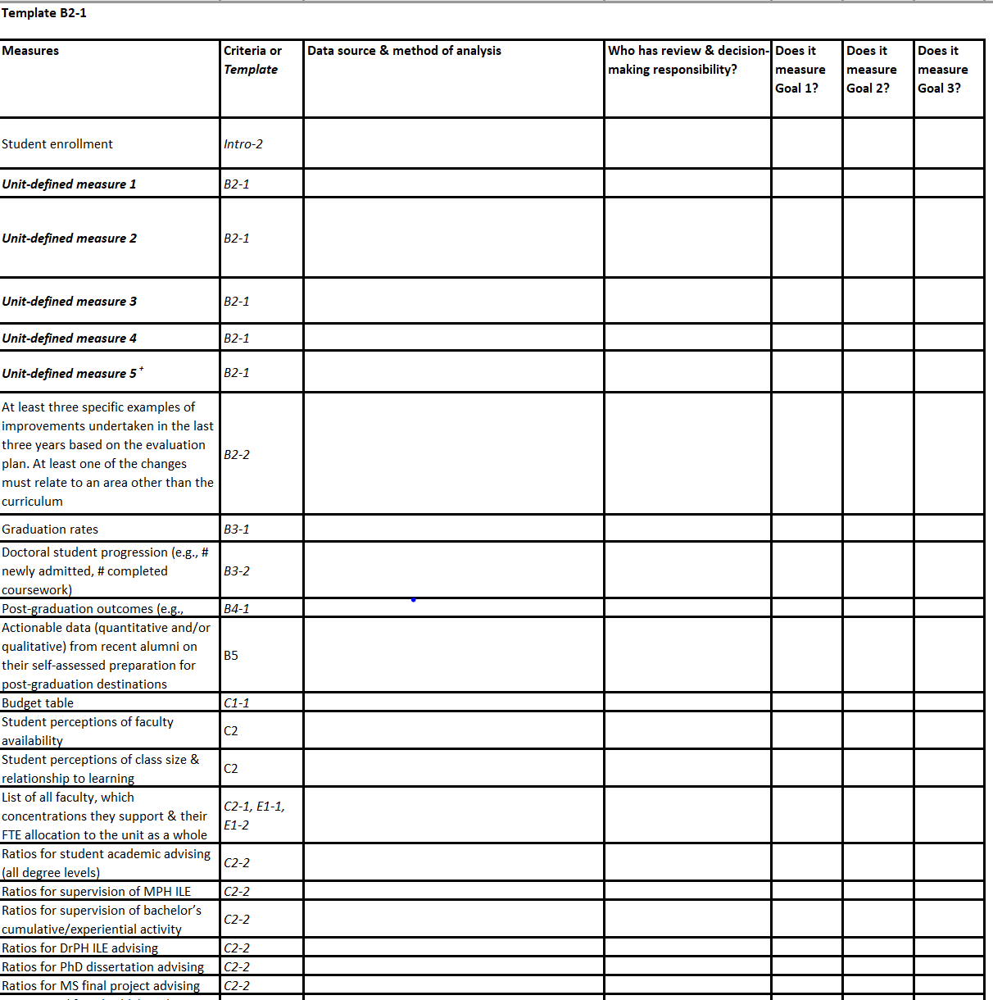 Template B2-1
Measures
Criteria or
Template
Data source & method of analysis
Who has review & decision-
making responsibility?
Does it
measure
Goal 1?
Does it
measure
Goal 2?
Does it
measure
Goal 3?
Student enrollment
Intro-2
Unit-defined measure 1
B2-1
Unit-defined measure 2
B2-1
Unit-defined measure 3
B2-1
Unit-defined measure 4
B2-1
Unit-defined measure 5 +
B2-1
At least three specific examples of
improvements undertaken in the last
three years based on the evaluation
plan. At least one of the changes
must relate to an area other than the
curriculum
B2-2
Graduation rates
B3-1
Doctoral student progression (e.g., #
newly admitted, # completed
coursework)
B3-2
Post-graduation outcomes (e.g.,
B4-1
Actionable data (quantitative and/or
qualitative) from recent alumni on
their self-assessed preparation for
post-graduation destinations
B5
Budget table
C1-1
Student perceptions of faculty
availability
C2
Student perceptions of class size &
relationship to learning
C2
List of all faculty, which
concentrations they support & their
FTE allocation to the unit as a whole
C2-1, E1-1,
E1-2
Ratios for student academic advising
(all degree levels)
C2-2
Ratios for supervision of MPH ILE
C2-2
Ratios for supervision of bachelor’s
cumulative/experiential activity
C2-2
Ratios for DrPH ILE advising
C2-2
Ratios for PhD dissertation advising
C2-2
Ratios for MS final project advising
C2-2